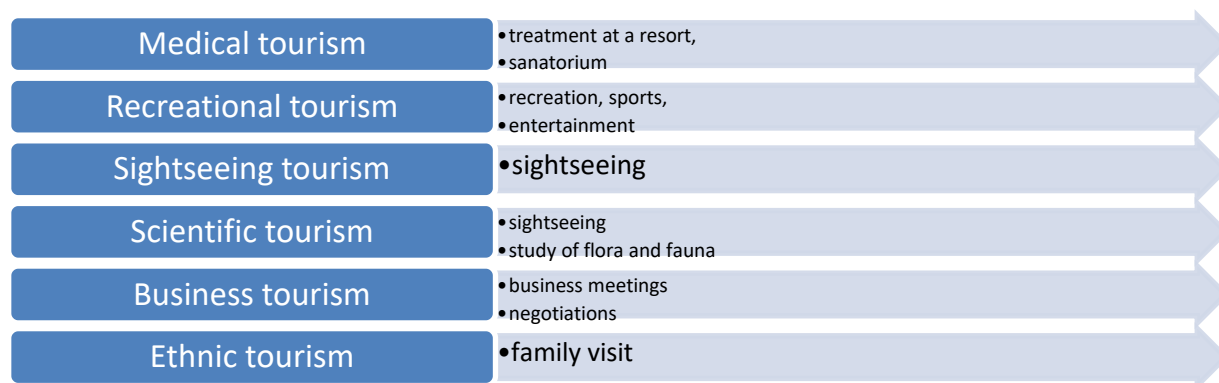 Medical tourism
•treatment at a resort,
•sanatorium
Recreational tourism
•recreation, sports,
•entertainment
Sightseeing tourism
•sightseeing
Scientific tourism
•sightseeing
•study of flora and fauna
Business tourism
•business meetings
•negotiations
Ethnic tourism
•family visit